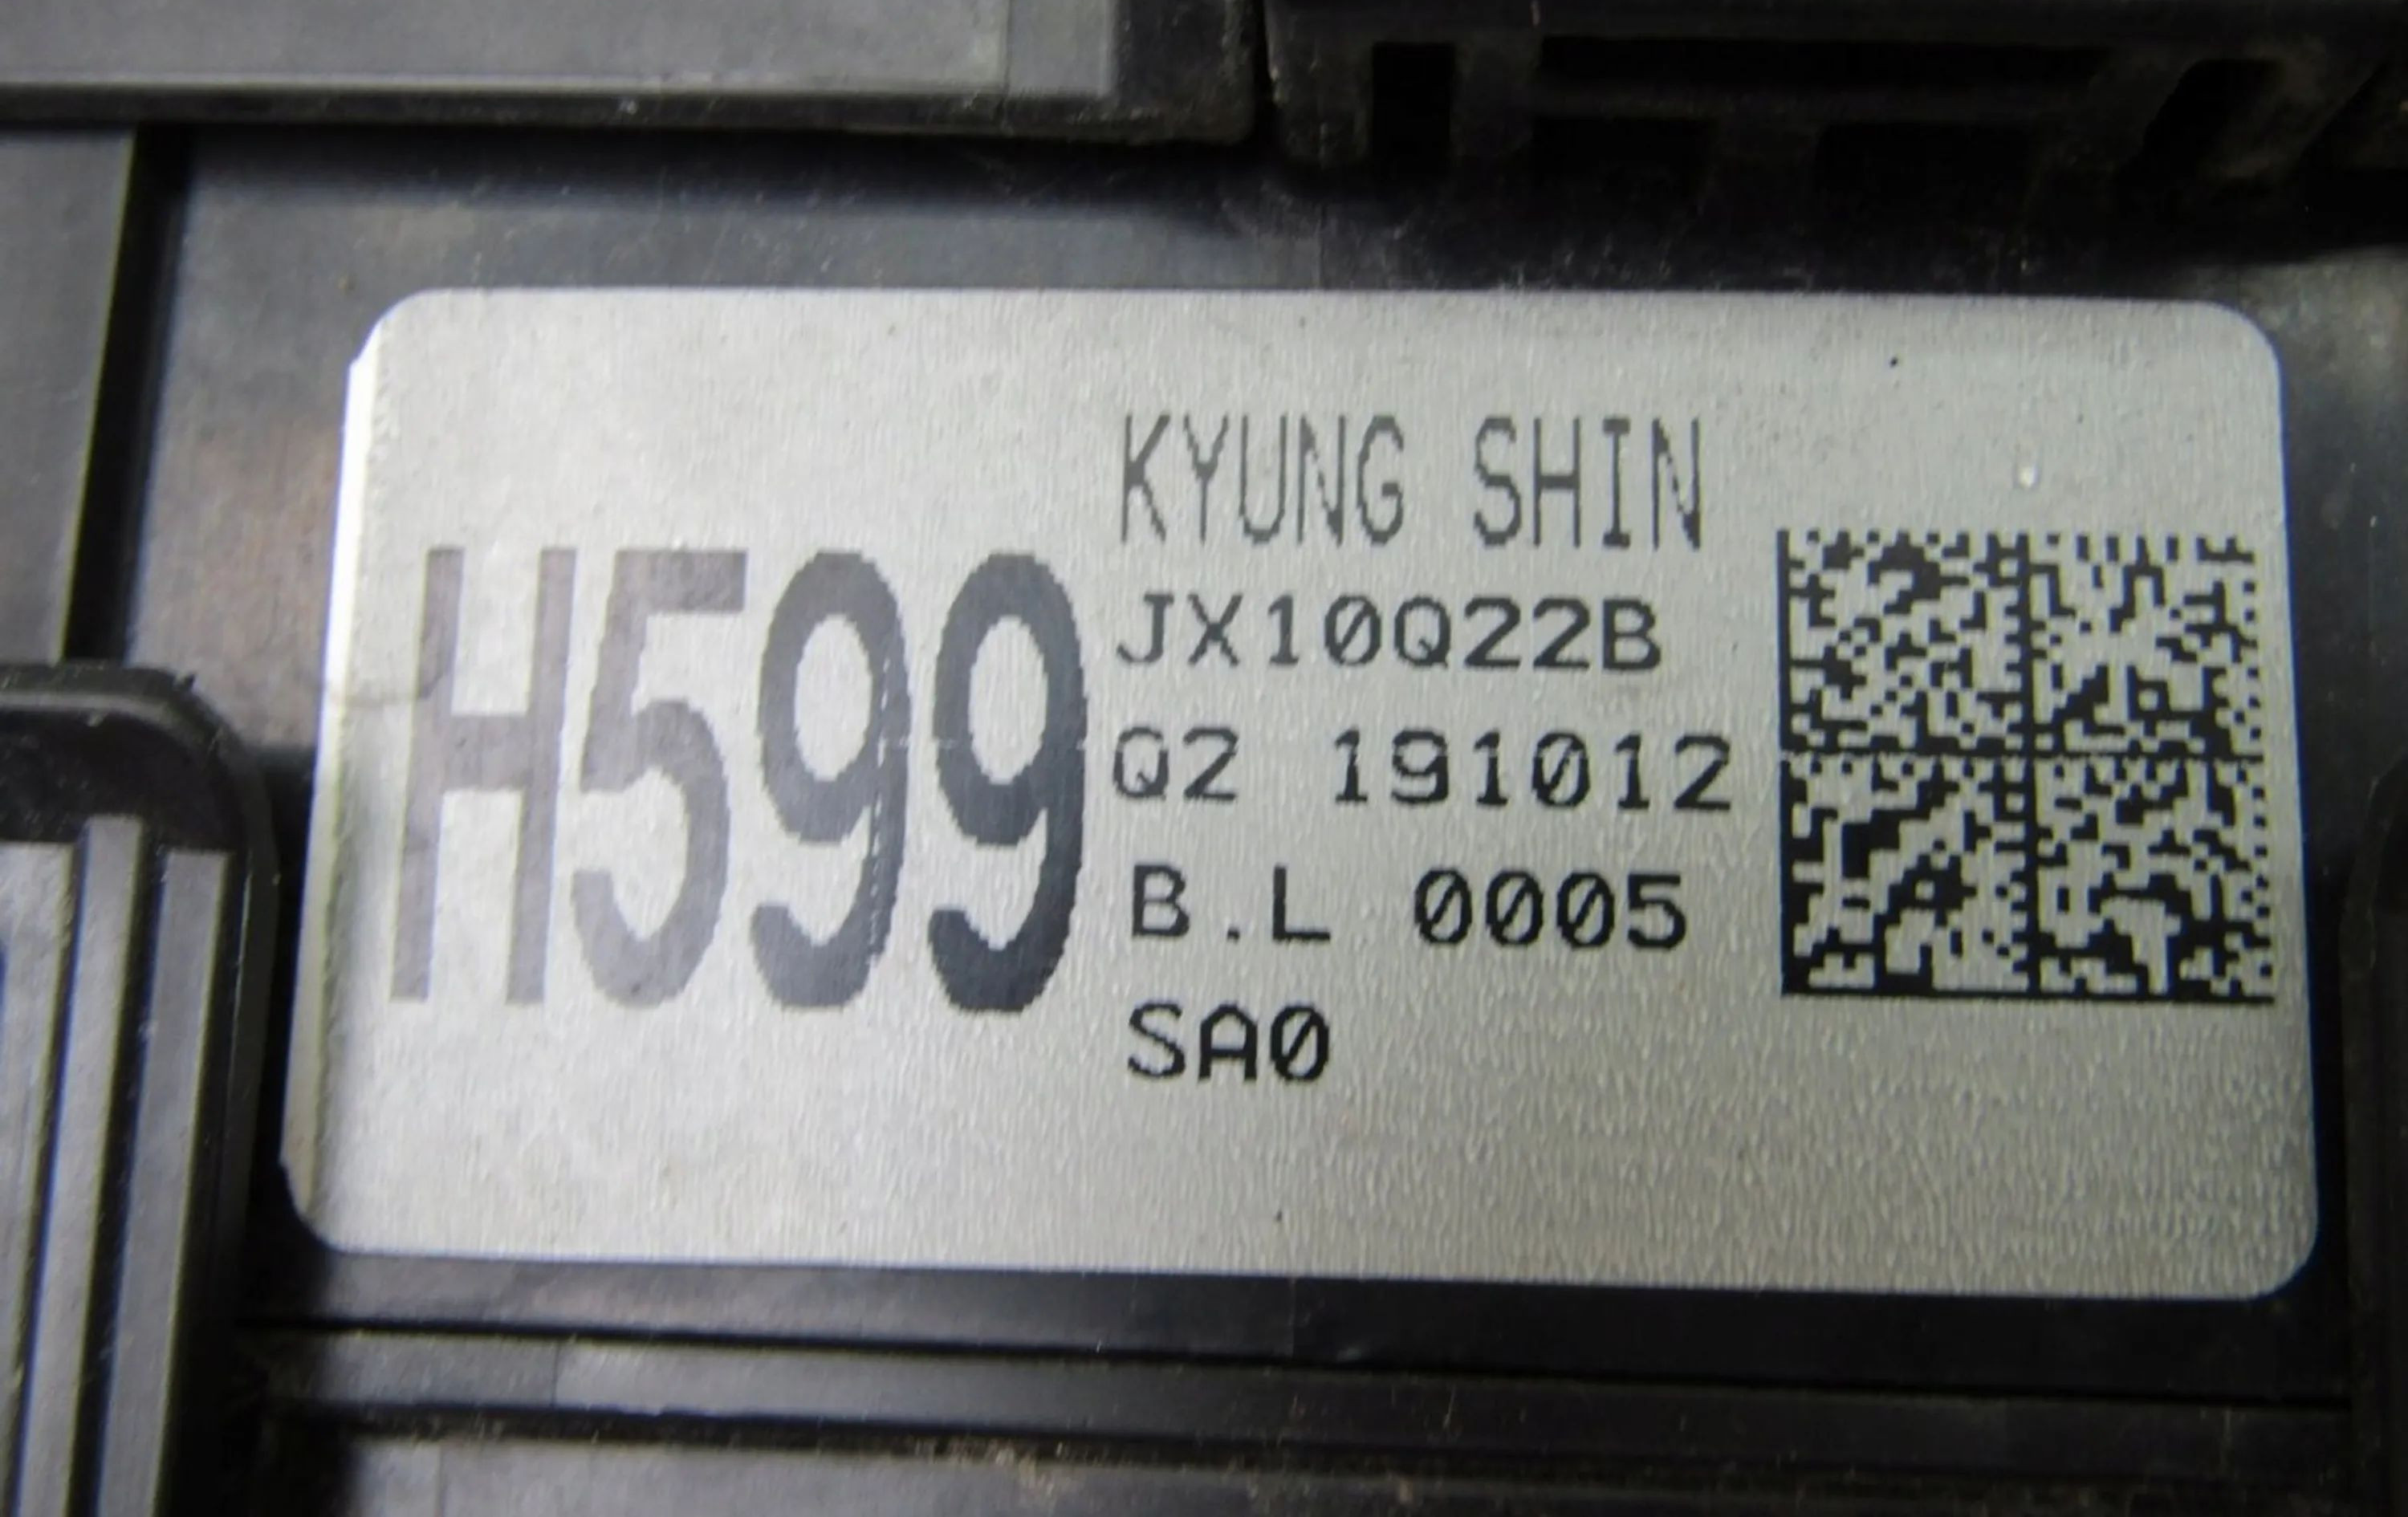 H599
KYUNG SHIN
JX10Q22B
Q2 191012
B.L 0005
SA0